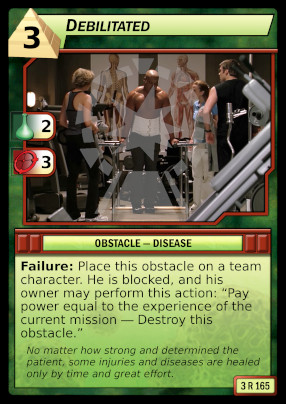 3
DEBILITATED
2
3
OBSTACLE — DISEASE
Failure: Place this obstacle on a team
character. He is blocked, and his
owner may perform this action: “Pay
power equal to the experience of the
current mission — Destroy this
obstacle.”
No matter how strong and determined the
patient, some injuries and diseases are healed
only by time and great effort.
3 R 165